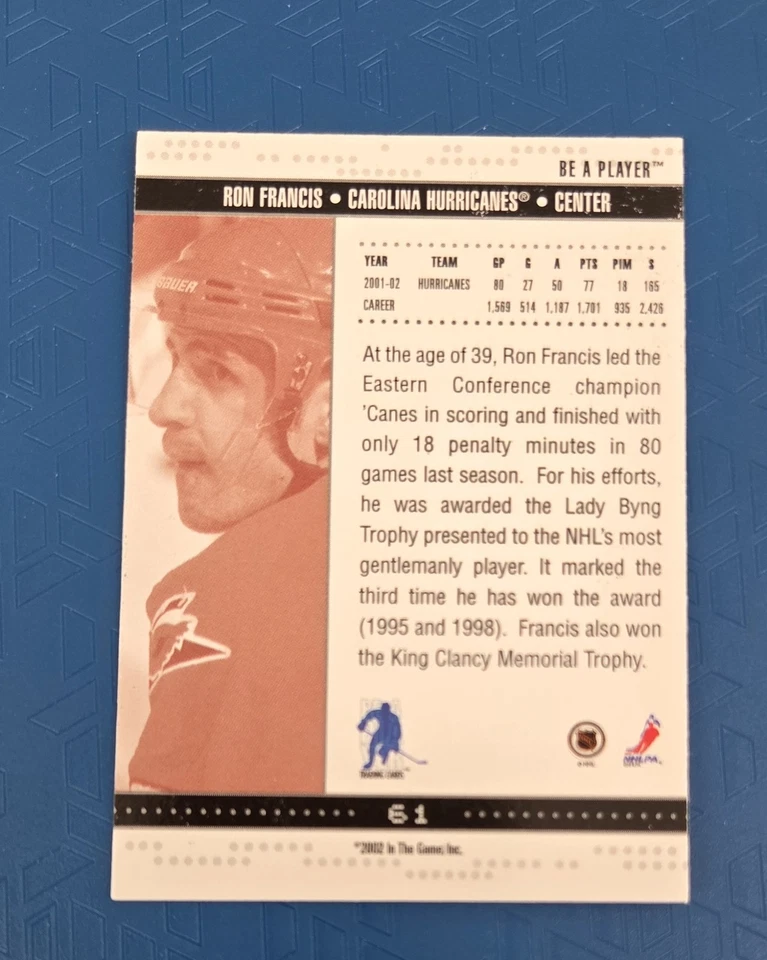 BE A PLAYER™
RON FRANCIS • CAROLINA HURRICANES® • CENTER
BAUER
YEAR TEAM GP G A PTS PIM S
2001-02 HURRICANES 80 27 50 77 18 165
CAREER 1,569 514 1,187 1,701 935 2,426
At the age of 39, Ron Francis led the
Eastern Conference champion
'Canes in scoring and finished with
only 18 penalty minutes in 80
games last season. For his efforts,
he was awarded the Lady Byng
Trophy presented to the NHL's most
gentlemanly player. It marked the
third time he has won the award
(1995 and 1998). Francis also won
the King Clancy Memorial Trophy.
TRADING CARDS
NHLPA
61
©2002 In The Game, Inc.